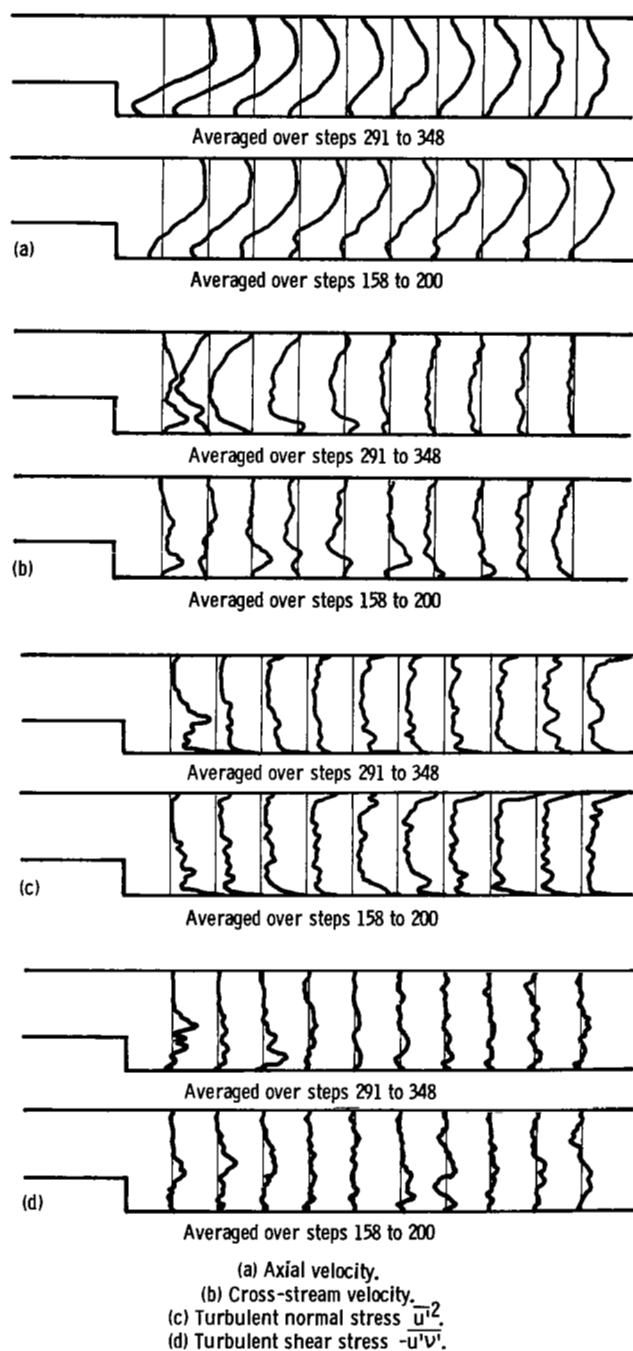 Averaged over steps 291 to 348
(a)
Averaged over steps 158 to 200
Averaged over steps 291 to 348
(b)
Averaged over steps 158 to 200
Averaged over steps 291 to 348
(c)
Averaged over steps 158 to 200
Averaged over steps 291 to 348
(d)
Averaged over steps 158 to 200
(a) Axial velocity.
(b) Cross-stream velocity.
(c) Turbulent normal stress u'².
(d) Turbulent shear stress -u'v'.